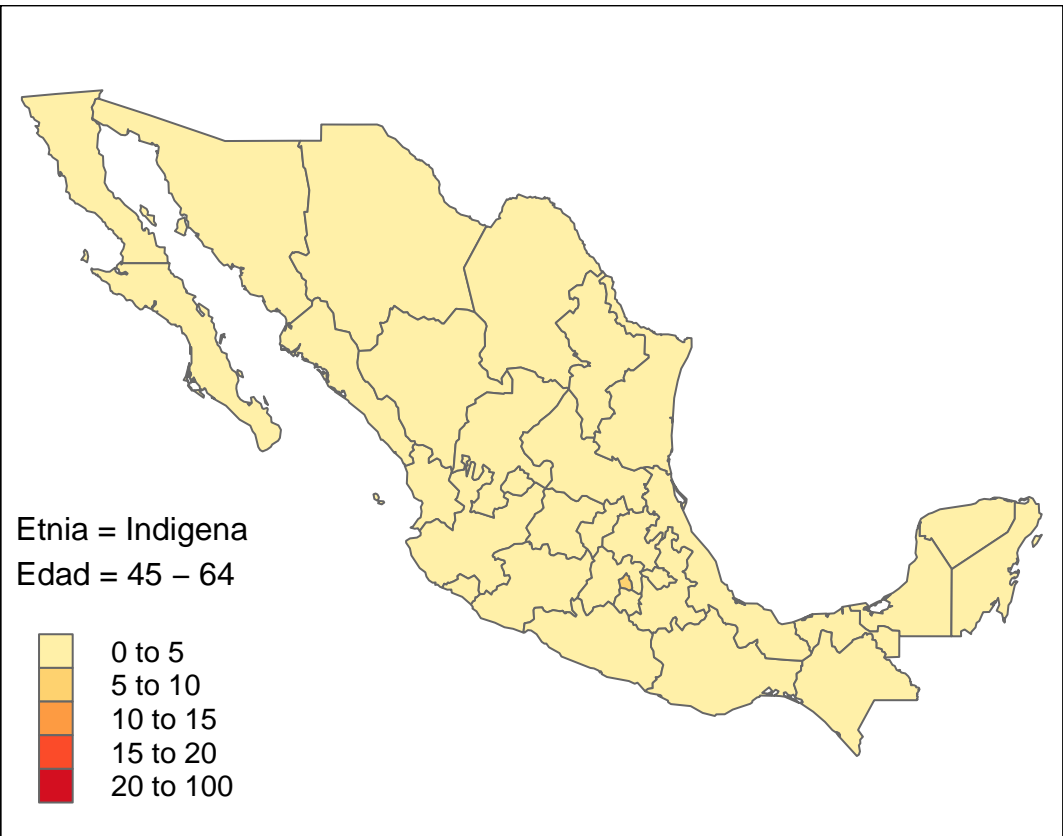 Etnia = Indigena
Edad = 45 − 64
0 to 5
5 to 10
10 to 15
15 to 20
20 to 100